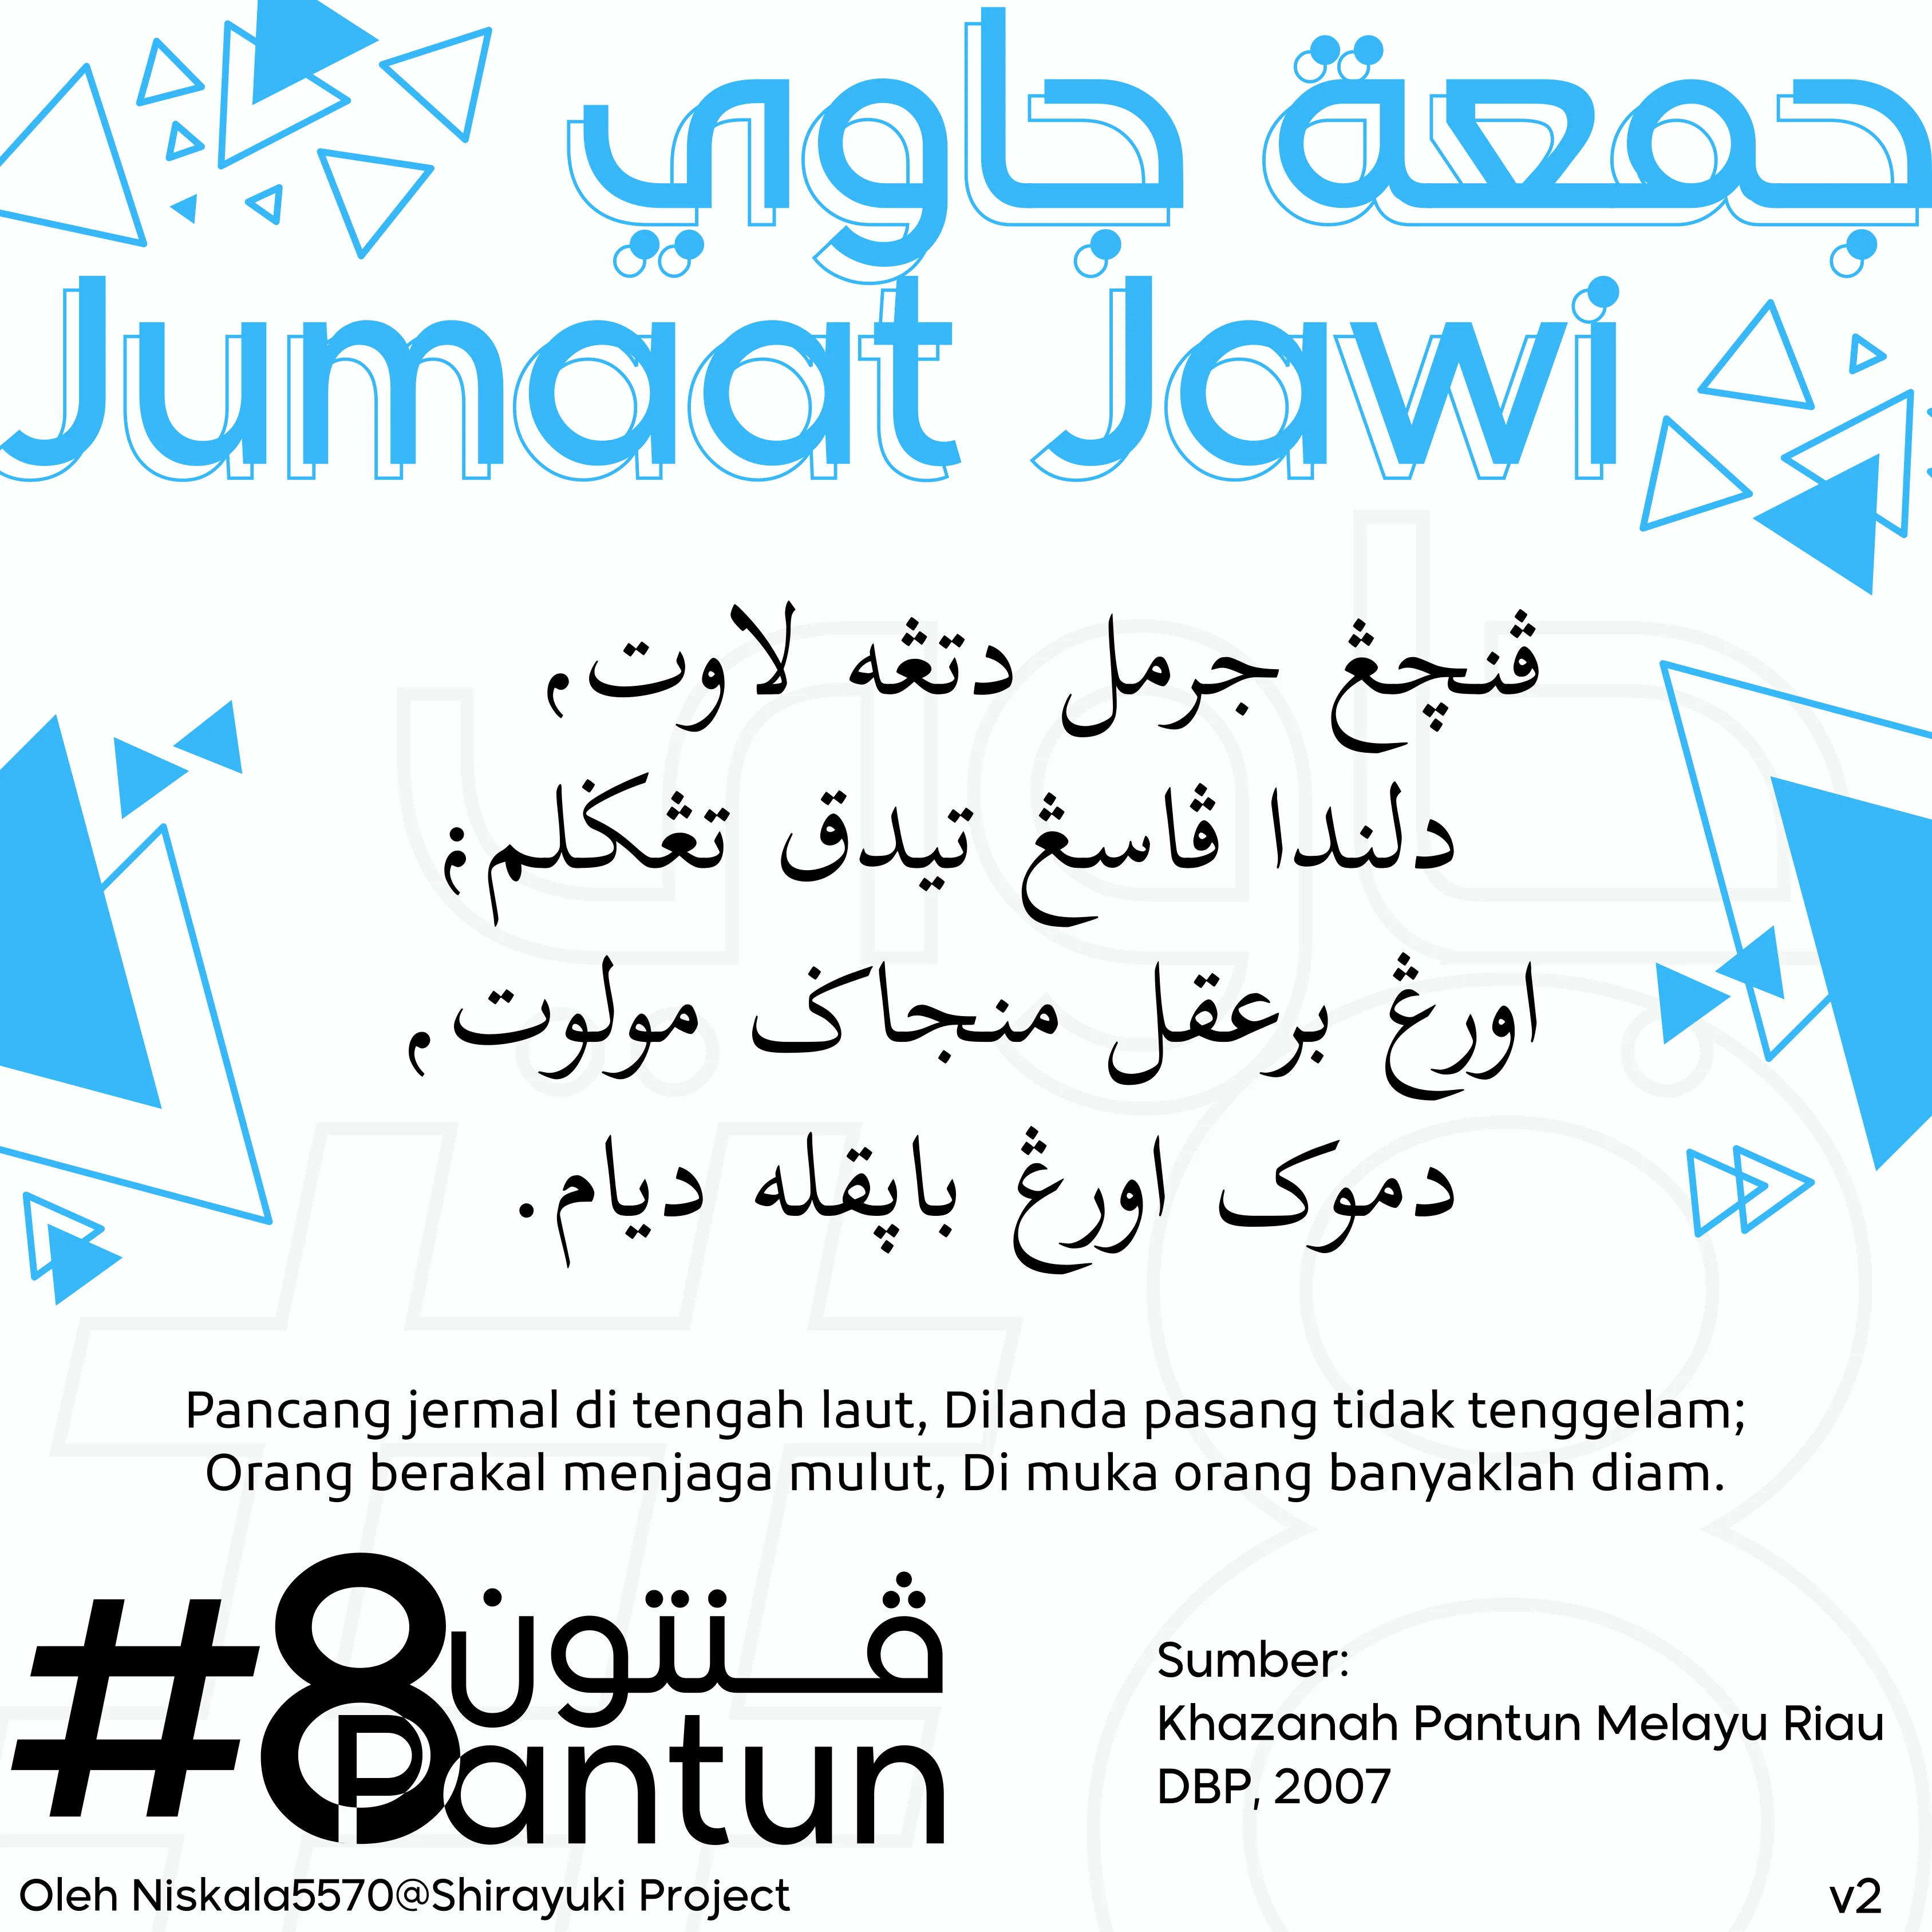 جمعة جاوي
Jumaat Jawi
ڤنچڠ جرمل دتڠه لاوت⹁
دلندا ڤاسڠ تيدق تڠݢلم⁏
اورڠ برعقل منجاݢ مولوت⹁
دموک اورڠ باڽقله ديام.
Pancang jermal di tengah laut, Dilanda pasang tidak tenggelam;
Orang berakal menjaga mulut, Di muka orang banyaklah diam.
#8 ڤنتون
Pantun
Sumber:
Khazanah Pantun Melayu Riau
DBP, 2007
Oleh Niskala5570@Shirayuki Project
v2